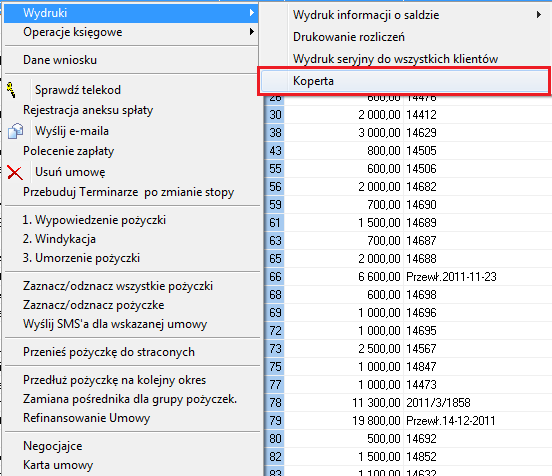 Wydruki
Operacje księgowe
Dane wniosku
Sprawdź telekod
Rejestracja aneksu spłaty
Wyślij e-maila
Polecenie zapłaty
Usuń umowę
Przebuduj Terminarze po zmianie stopy
1. Wypowiedzenie pożyczki
2. Windykacja
3. Umorzenie pożyczki
Zaznacz/odznacz wszystkie pożyczki
Zaznacz/odznacz pożyczke
Wyślij SMS'a dla wskazanej umowy
Przenieś pożyczkę do straconych
Przedłuż pożyczkę na kolejny okres
Zamiana pośrednika dla grupy pożyczek.
Refinansowanie Umowy
Negocjajce
Karta umowy
Wydruk informacji o saldzie
Drukowanie rozliczeń
Wydruk seryjny do wszystkich klientów
Koperta
26 600,00 14476
30 2 000,00 14412
38 3 000,00 14629
43 800,00 14505
55 600,00 14506
56 2 000,00 14682
59 700,00 14690
61 1 500,00 14689
63 700,00 14687
65 2 000,00 14688
66 6 600,00 Przewł.2011-11-23
68 600,00 14698
69 1 000,00 14696
72 1 000,00 14695
73 2 500,00 14567
75 1 000,00 14847
77 1 000,00 14473
78 11 300,00 2011/3/1858
79 19 800,00 Przewł.14-12-2011
80 500,00 14692
82 1 500,00 14852
83 1 100,00 14632